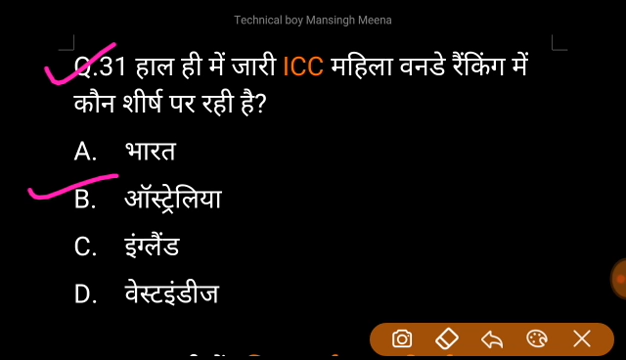 Technical boy Mansingh Meena
Q.31 हाल ही में जारी ICC महिला वनडे रैंकिंग में
कौन शीर्ष पर रही है?
A. भारत
B. ऑस्ट्रेलिया
C. इंग्लैंड
D. वेस्टइंडीज